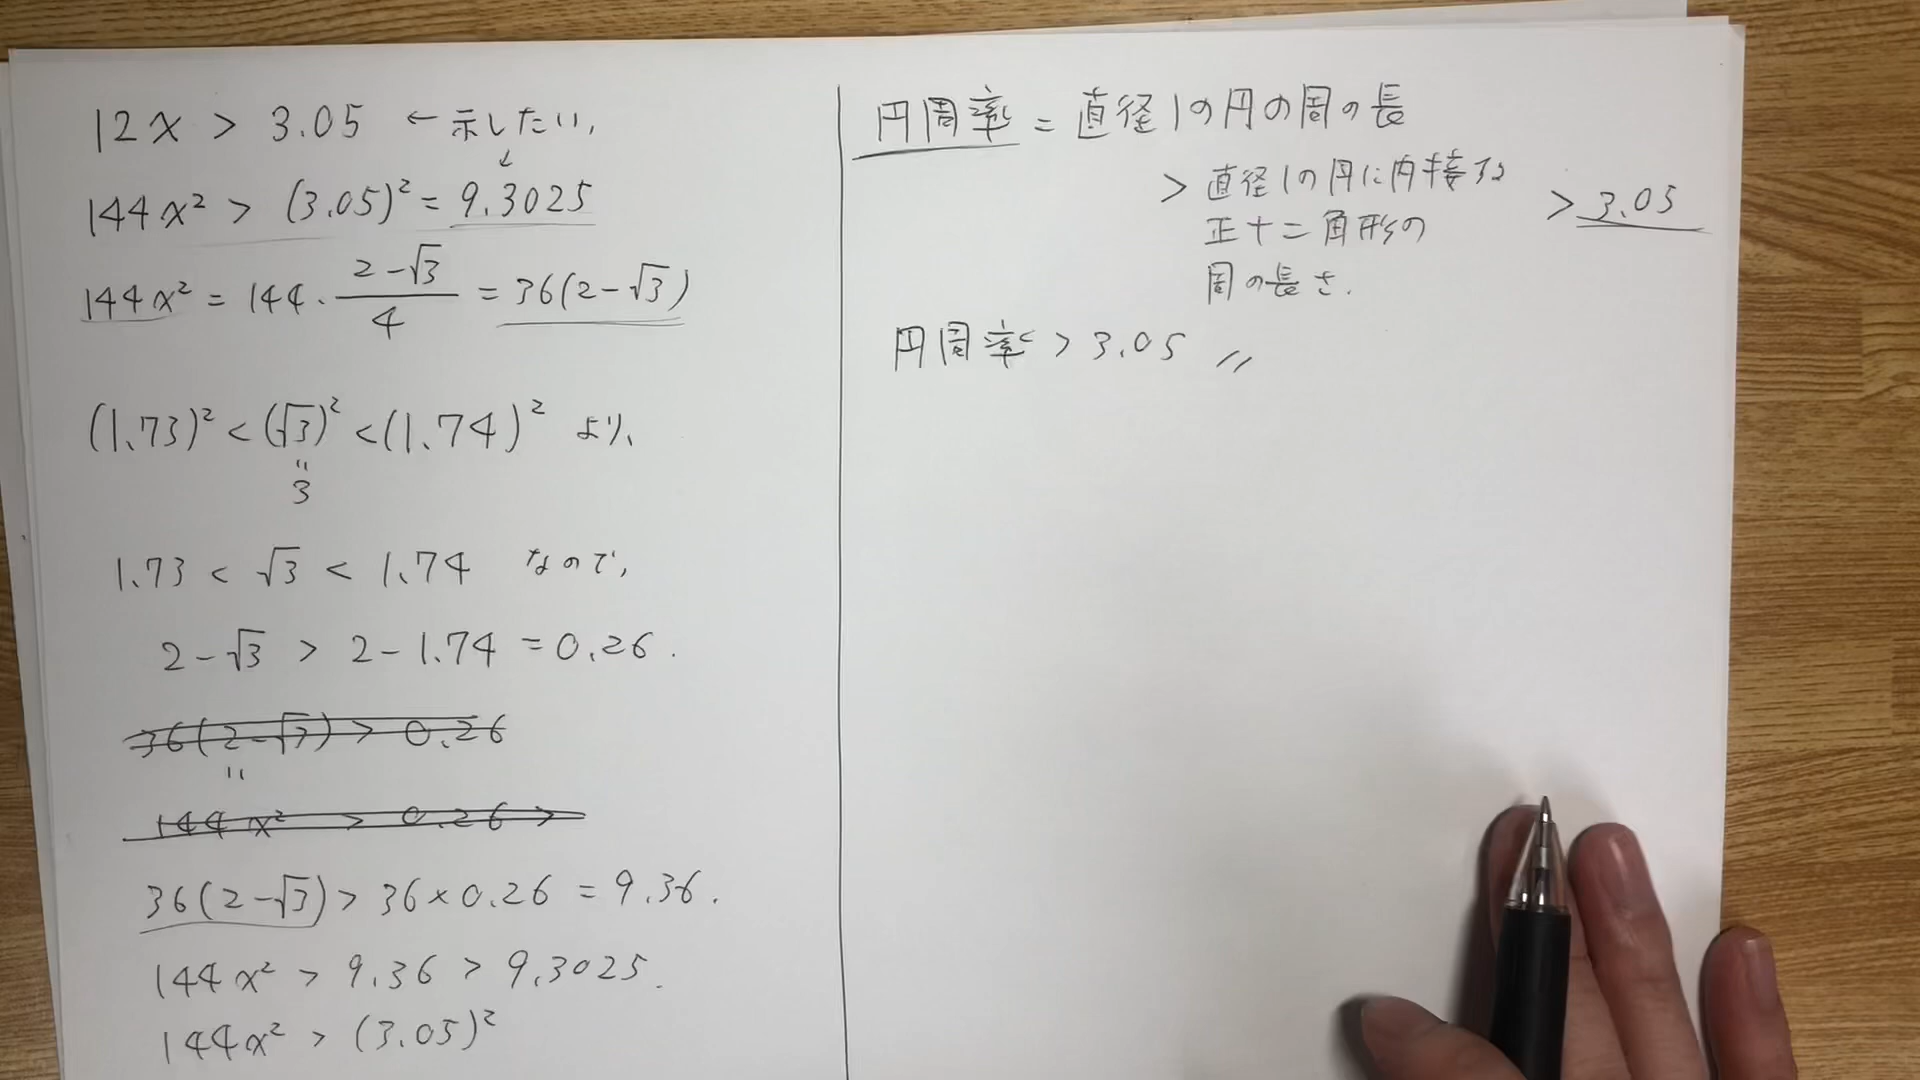 12x > 3.05 ← 示したい,
↓
144x² > (3.05)² = 9.3025
144x² = 144・(2-√3)/4 = 36(2-√3)
(1.73)² < (√3)² < (1.74)² より、
〃
3
1.73 < √3 < 1.74 なので,
2-√3 > 2-1.74 = 0.26.
36(2-√3) > 0.26
〃
144x² > 0.26 >
36(2-√3) > 36×0.26 = 9.36.
144x² > 9.36 > 9.3025.
144x² > (3.05)²
円周率 = 直径1の円の周の長
> 直径1の円に内接する > 3.05
正十二角形の
周の長さ.
円周率 > 3.05 〃